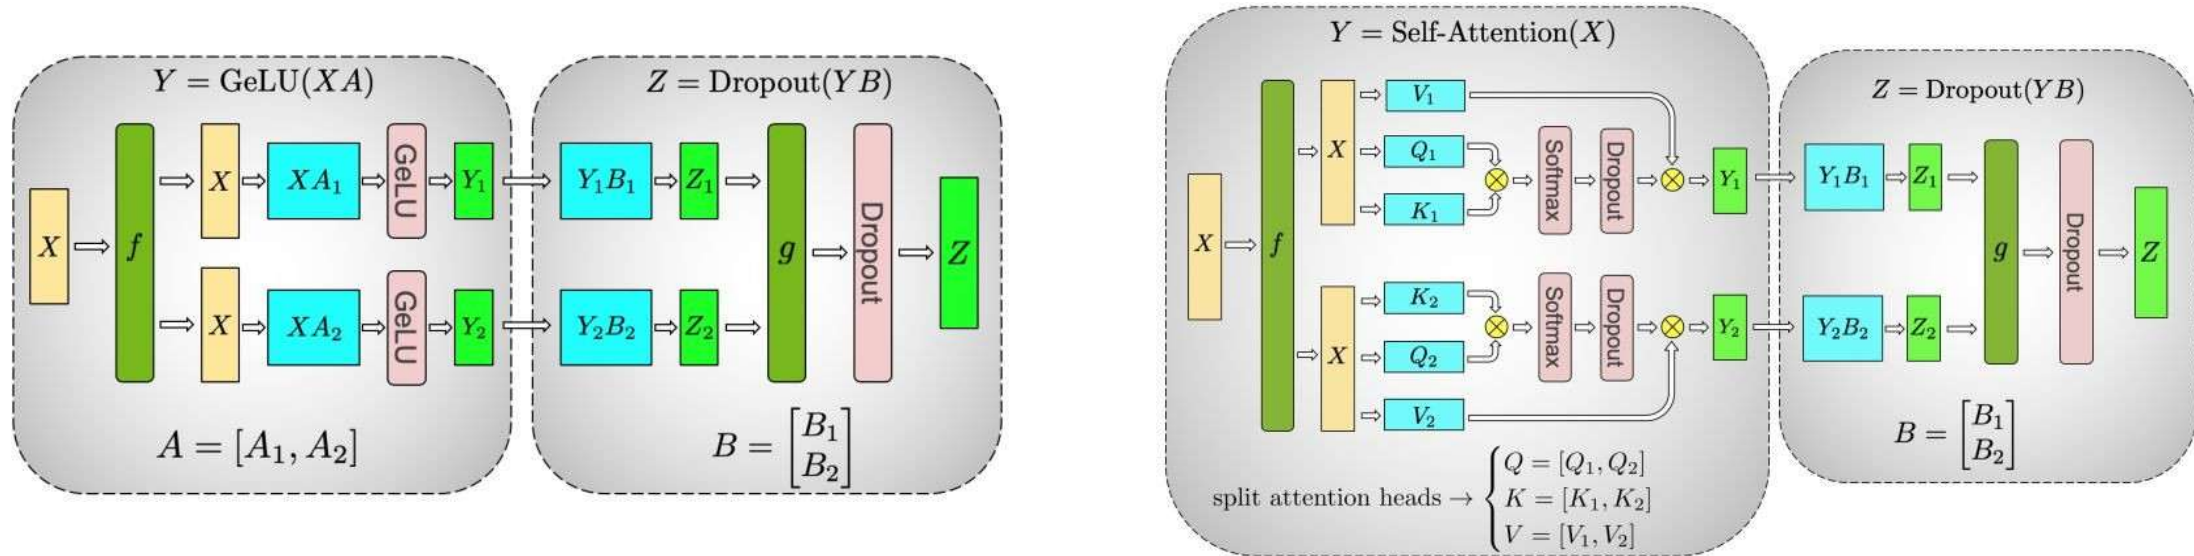 Y = GeLU(XA)
X
f
X
XA₁
GeLU
Y₁
X
XA₂
GeLU
Y₂
A = [A₁, A₂]
Z = Dropout(YB)
Y₁B₁
Z₁
Y₂B₂
Z₂
g
Dropout
Z
B = [B₁
B₂]
Y = Self-Attention(X)
X
f
X
V₁
Q₁
K₁
Softmax
Dropout
Y₁
X
K₂
Q₂
V₂
Softmax
Dropout
Y₂
split attention heads → {
Q = [Q₁, Q₂]
K = [K₁, K₂]
V = [V₁, V₂]
Z = Dropout(YB)
Y₁B₁
Z₁
Y₂B₂
Z₂
g
Dropout
Z
B = [B₁
B₂]